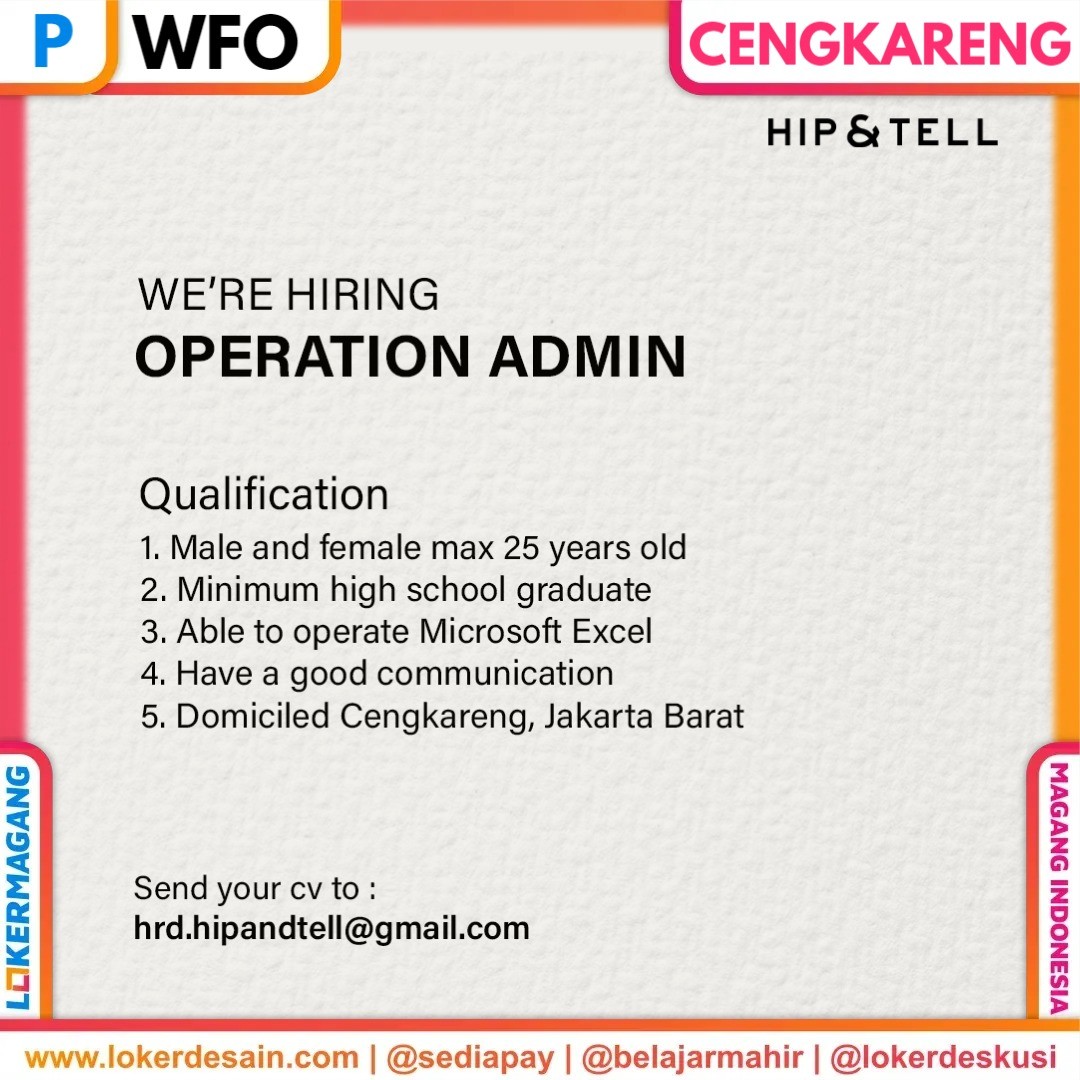 P
WFO
CENGKARENG
HIP & TELL
WE'RE HIRING
OPERATION ADMIN
Qualification
1. Male and female max 25 years old
2. Minimum high school graduate
3. Able to operate Microsoft Excel
4. Have a good communication
5. Domiciled Cengkareng, Jakarta Barat
LOKERMAGANG
MAGANG INDONESIA
Send your cv to :
hrd.hipandtell@gmail.com
www.lokerdesain.com | @sediapay | @belajarmahir | @lokerdeskusi